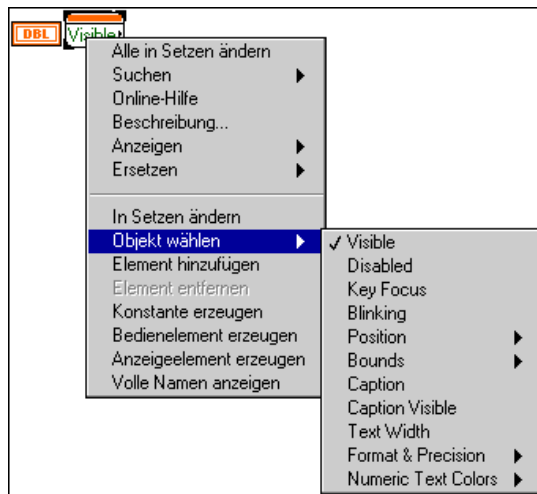 DBL Visible
Alle in Setzen ändern
Suchen
Online-Hilfe
Beschreibung...
Anzeigen
Ersetzen
In Setzen ändern
Objekt wählen
Element hinzufügen
Element entfernen
Konstante erzeugen
Bedienelement erzeugen
Anzeigeelement erzeugen
Volle Namen anzeigen
Visible
Disabled
Key Focus
Blinking
Position
Bounds
Caption
Caption Visible
Text Width
Format & Precision
Numeric Text Colors